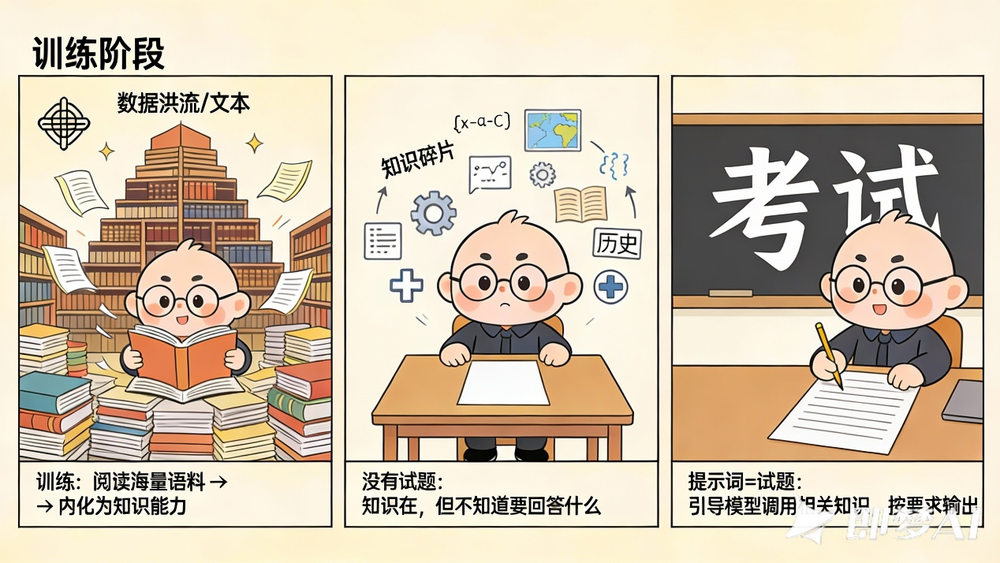 训练阶段
数据洪流/文本
训练：阅读海量语料→
→内化为知识能力
知识碎片
{x-a-C}
历史
没有试题：
知识在，但不知道要回答什么
考试
提示词=试题：
引导模型调用相关知识，按要求输出
即梦AI